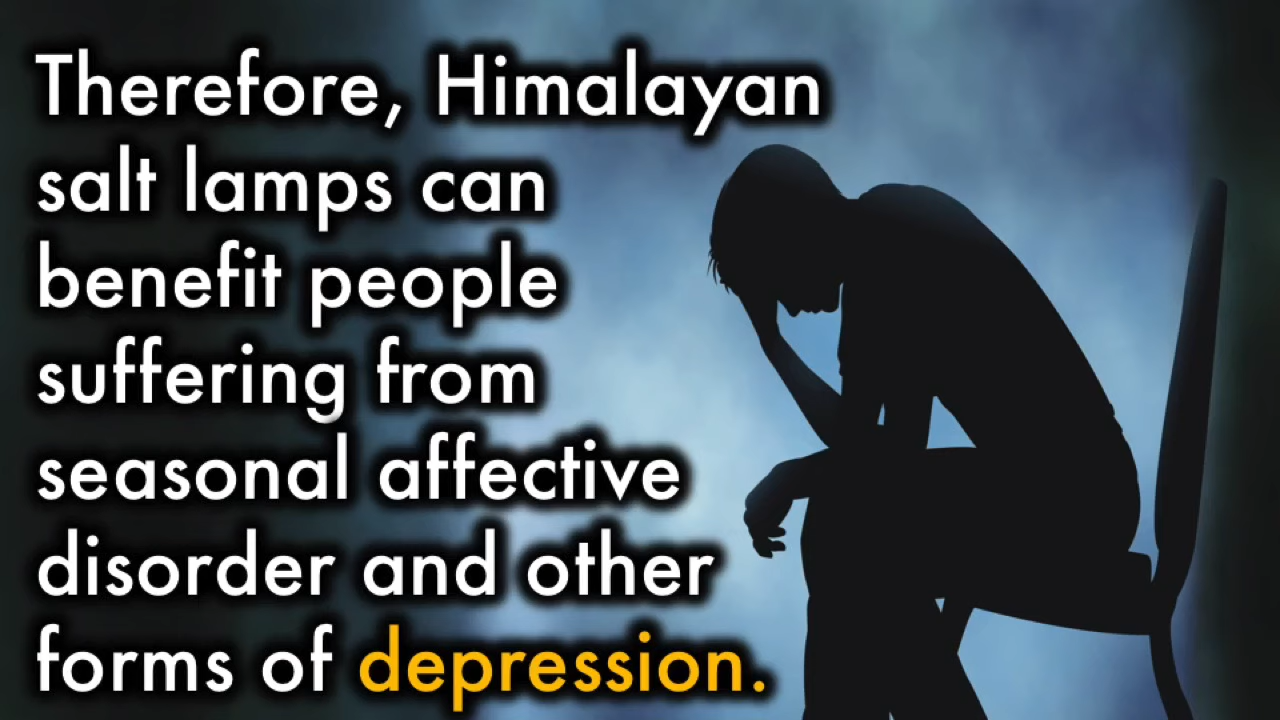 Therefore, Himalayan
salt lamps can
benefit people
suffering from
seasonal affective
disorder and other
forms of depression.